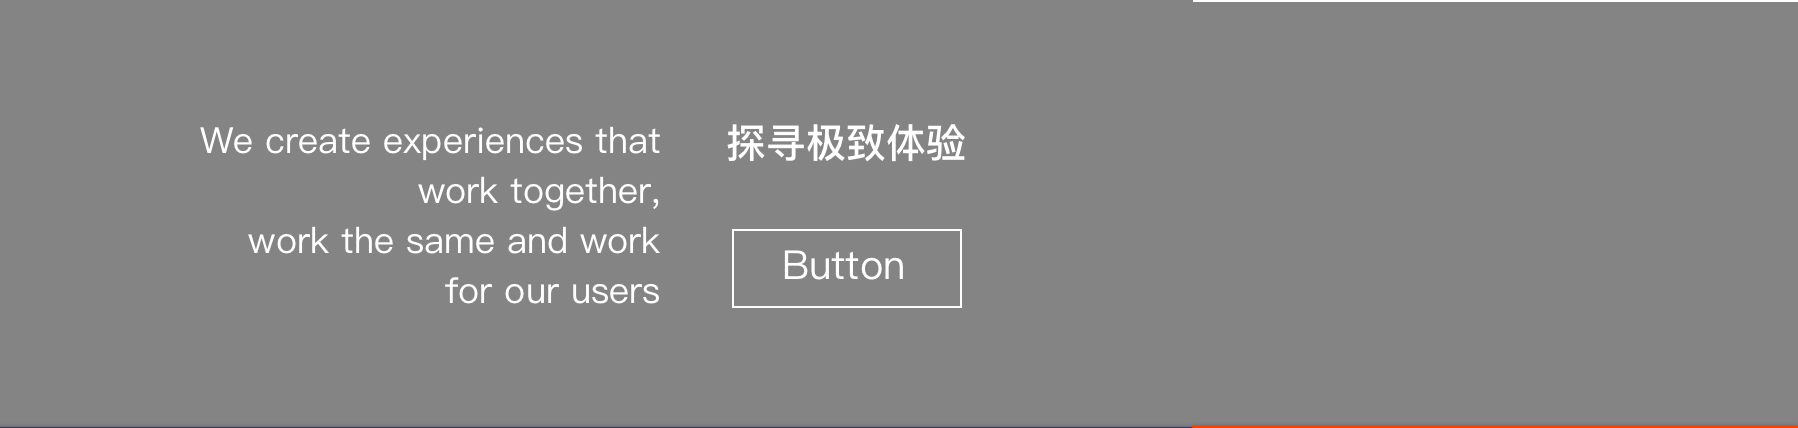 We create experiences that
work together,
work the same and work
for our users
探寻极致体验
Button